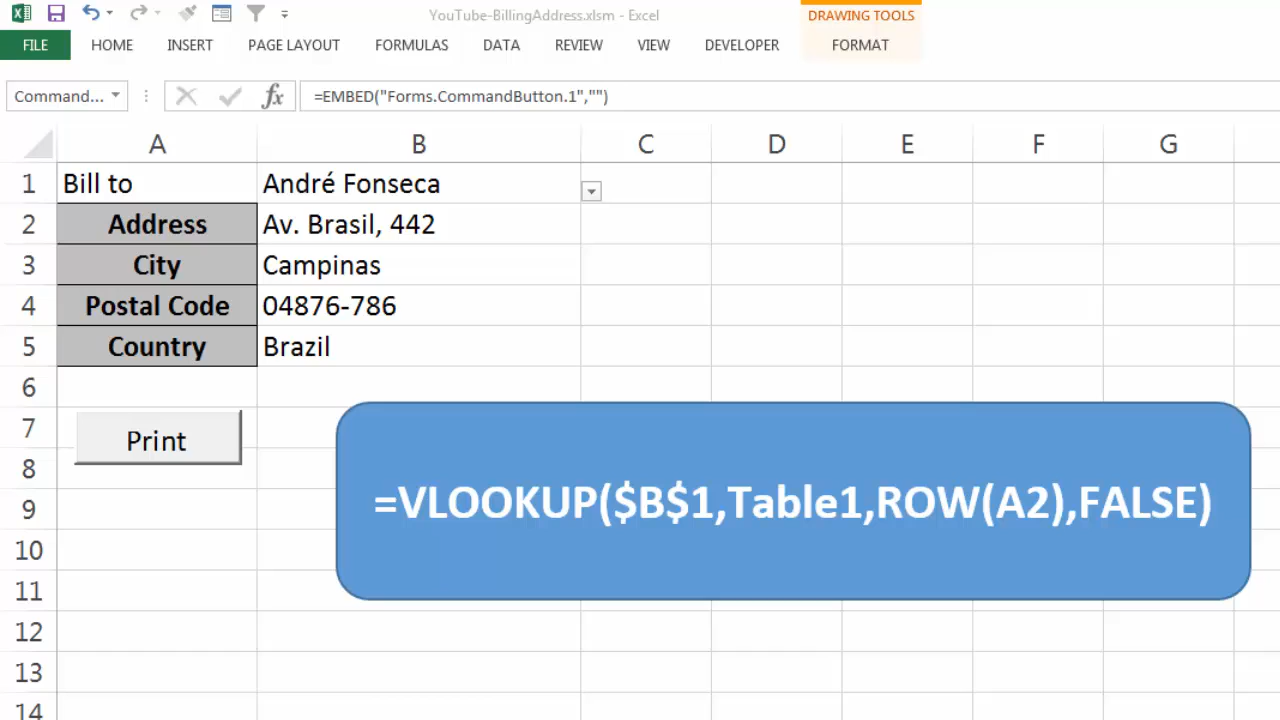 YouTube-BillingAddress.xlsm - Excel
DRAWING TOOLS
FILE HOME INSERT PAGE LAYOUT FORMULAS DATA REVIEW VIEW DEVELOPER FORMAT
Command... fx =EMBED("Forms.CommandButton.1","")
A B C D E F G
1 Bill to André Fonseca
2 Address Av. Brasil, 442
3 City Campinas
4 Postal Code 04876-786
5 Country Brazil
6
7
Print
8
9 =VLOOKUP($B$1,Table1,ROW(A2),FALSE)
10
11
12
13
14